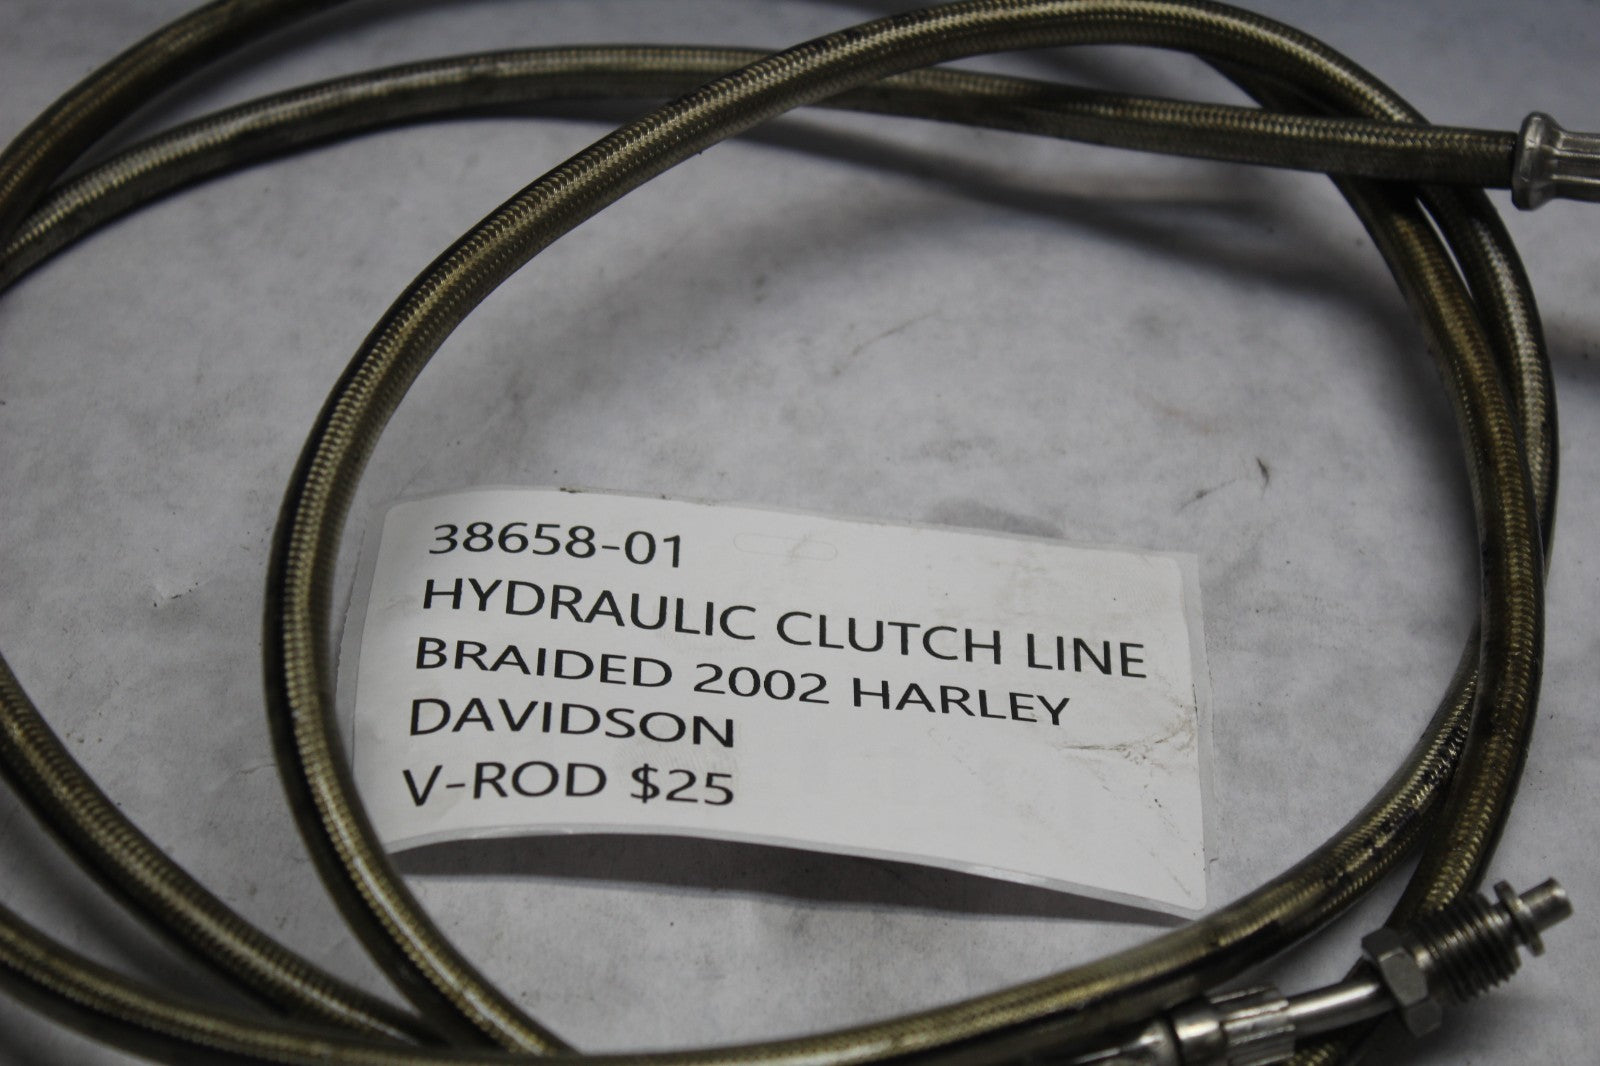 38658-01
HYDRAULIC CLUTCH LINE
BRAIDED 2002 HARLEY
DAVIDSON
V-ROD $25